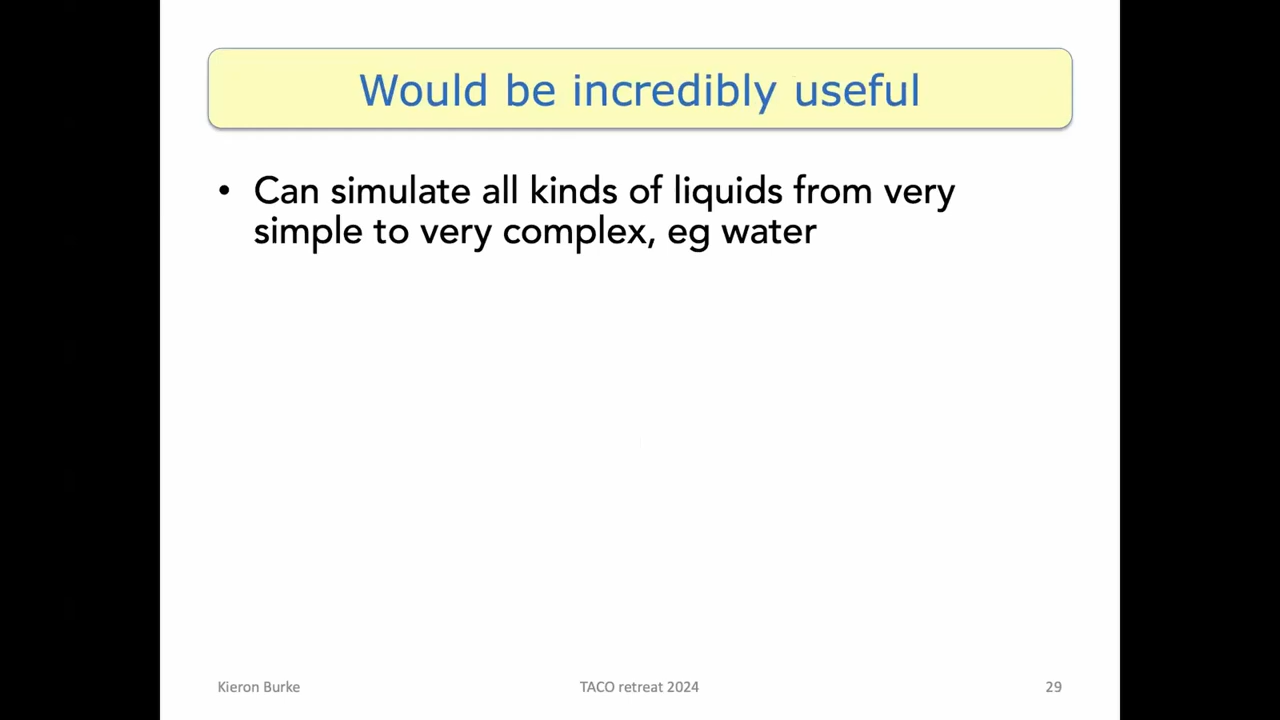 Would be incredibly useful
• Can simulate all kinds of liquids from very
simple to very complex, eg water
Kieron Burke
TACO retreat 2024
29